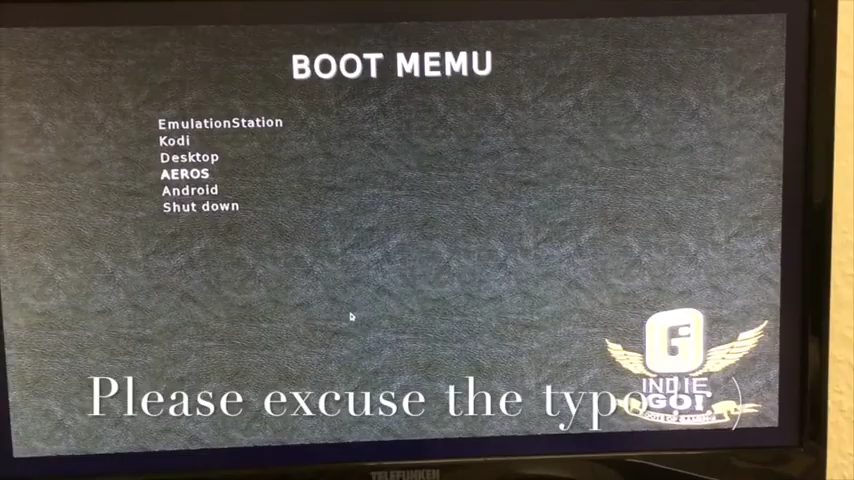 BOOT MEMU
EmulationStation
Kodi
Desktop
AEROS
Android
Shut down
Please excuse the typo :)
INDIE
GO!
TELEFUNKEN